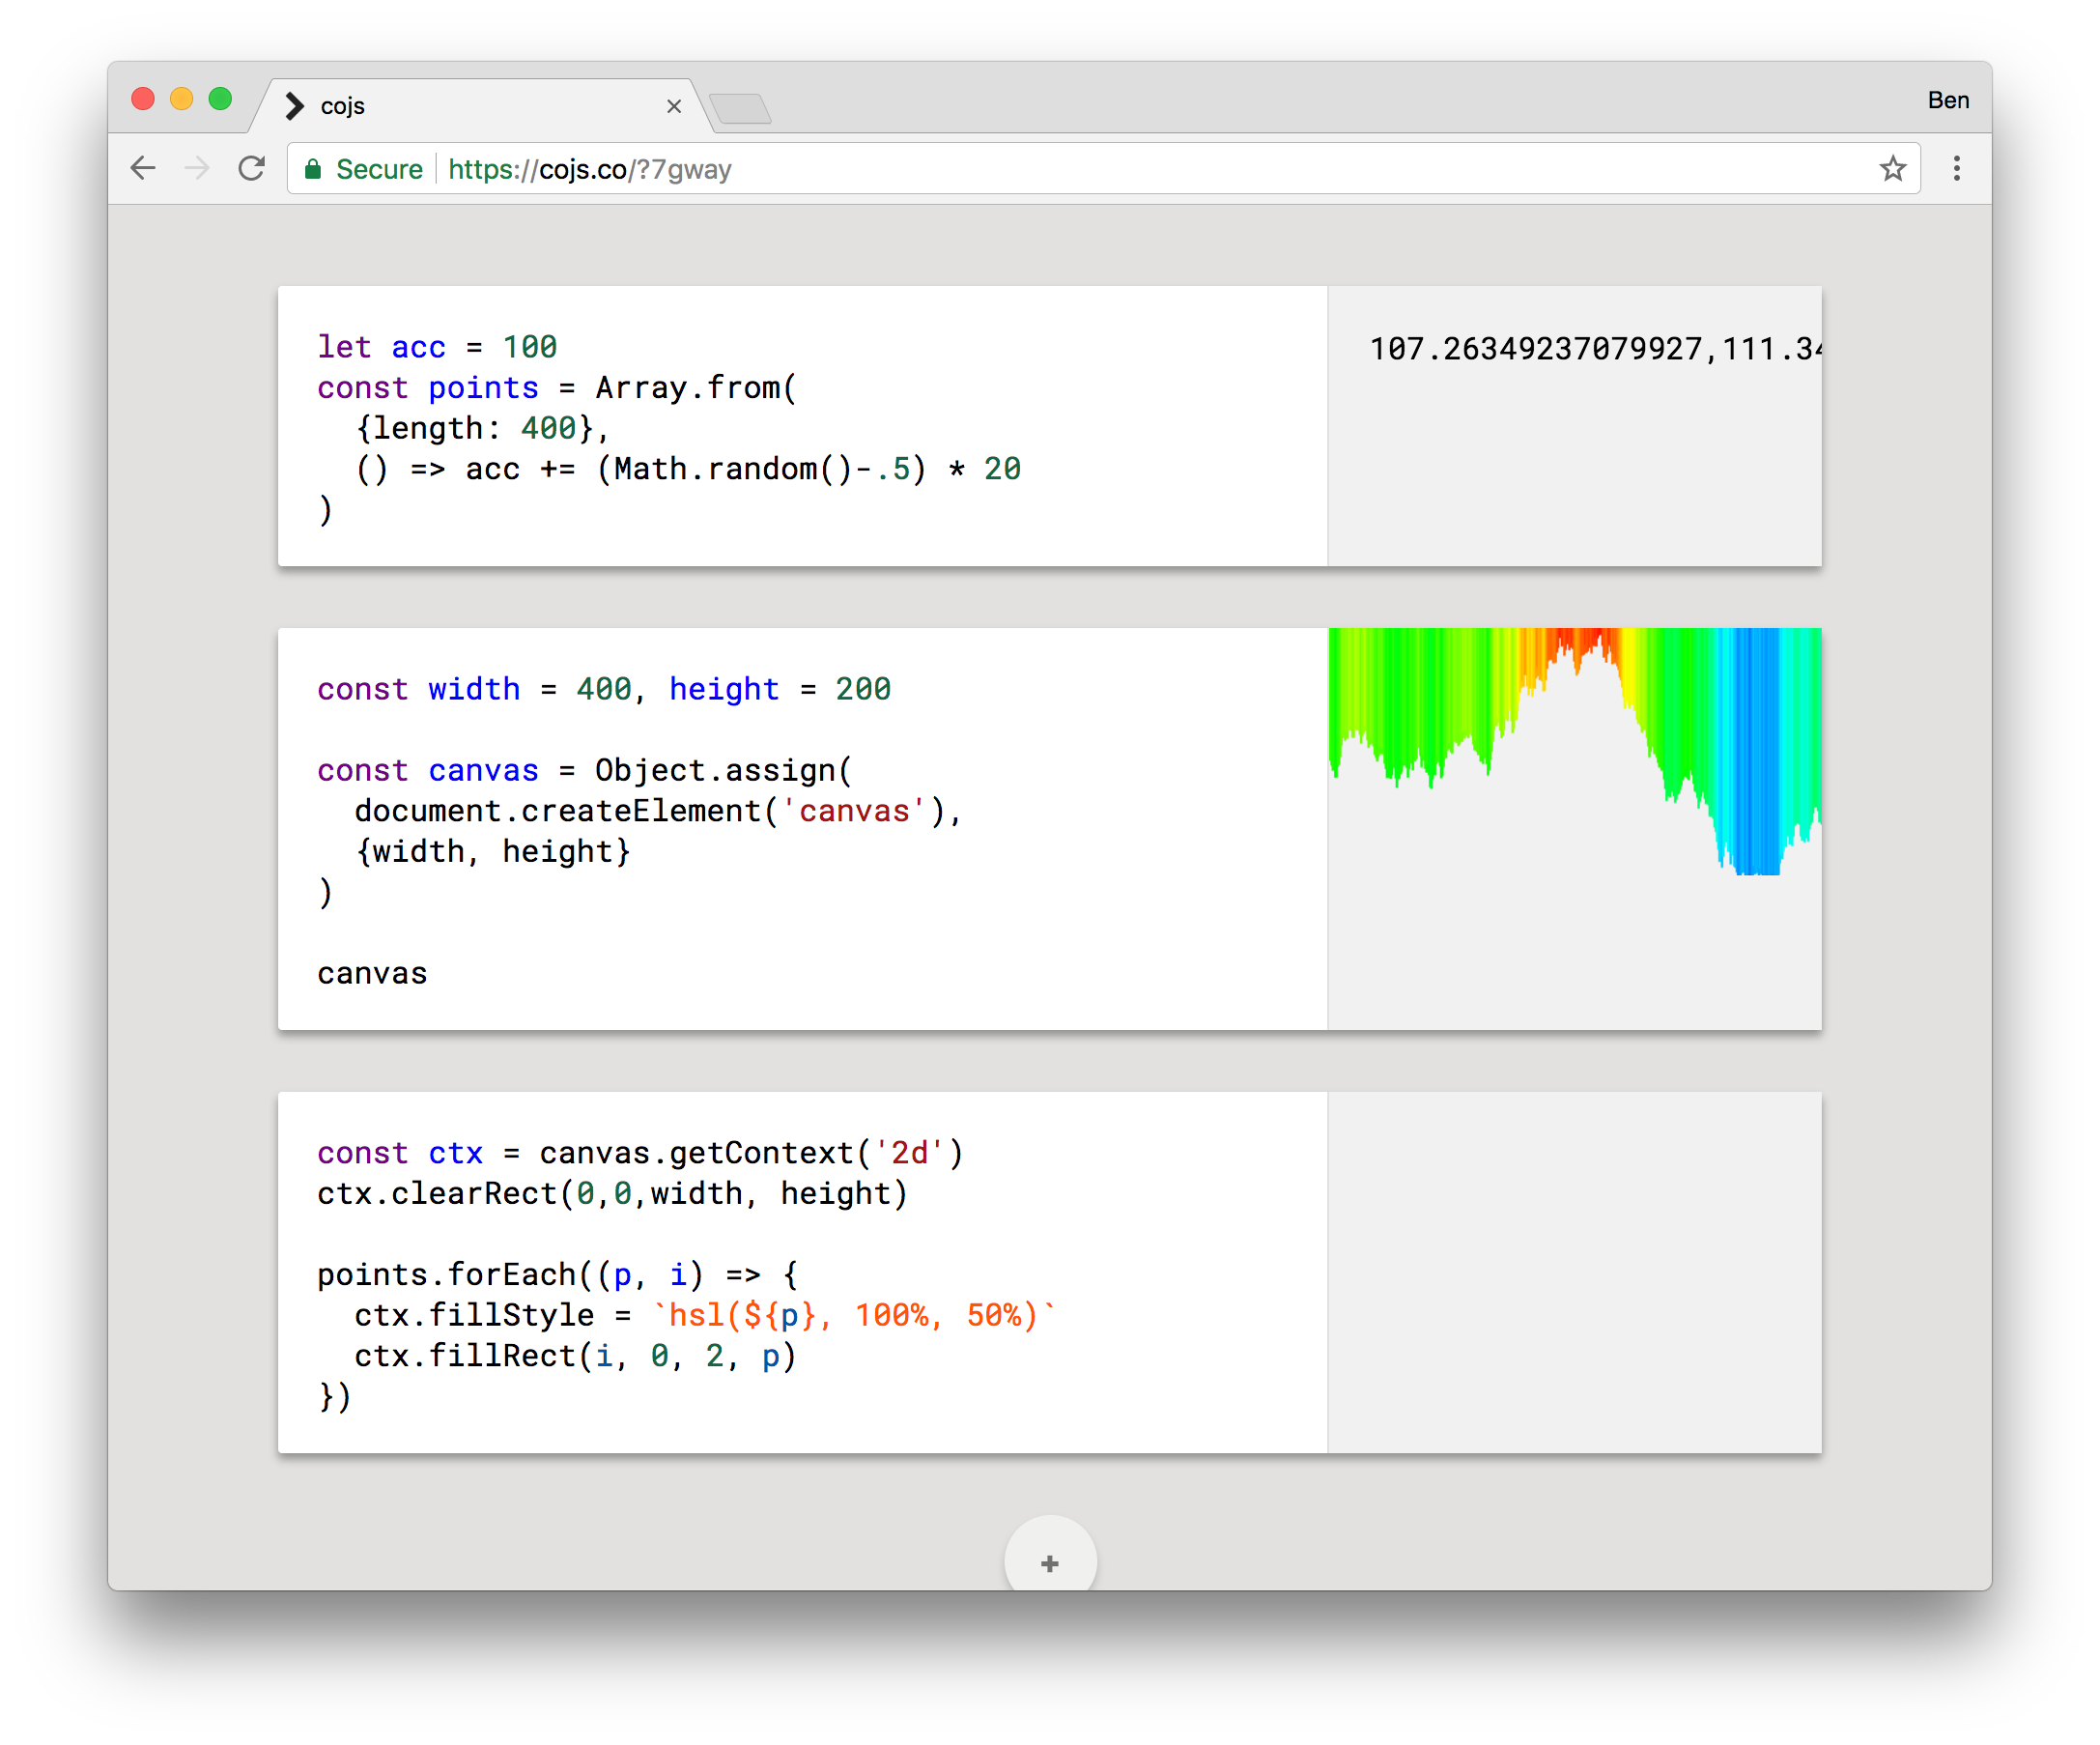 cojs
Ben
Secure https://cojs.co/?7gway
let acc = 100
const points = Array.from(
  {length: 400},
  () => acc += (Math.random()-.5) * 20
)
107.26349237079927,111.34
const width = 400, height = 200
const canvas = Object.assign(
  document.createElement('canvas'),
  {width, height}
)
canvas
const ctx = canvas.getContext('2d')
ctx.clearRect(0,0,width, height)
points.forEach((p, i) => {
  ctx.fillStyle = `hsl(${p}, 100%, 50%)`
  ctx.fillRect(i, 0, 2, p)
})
+